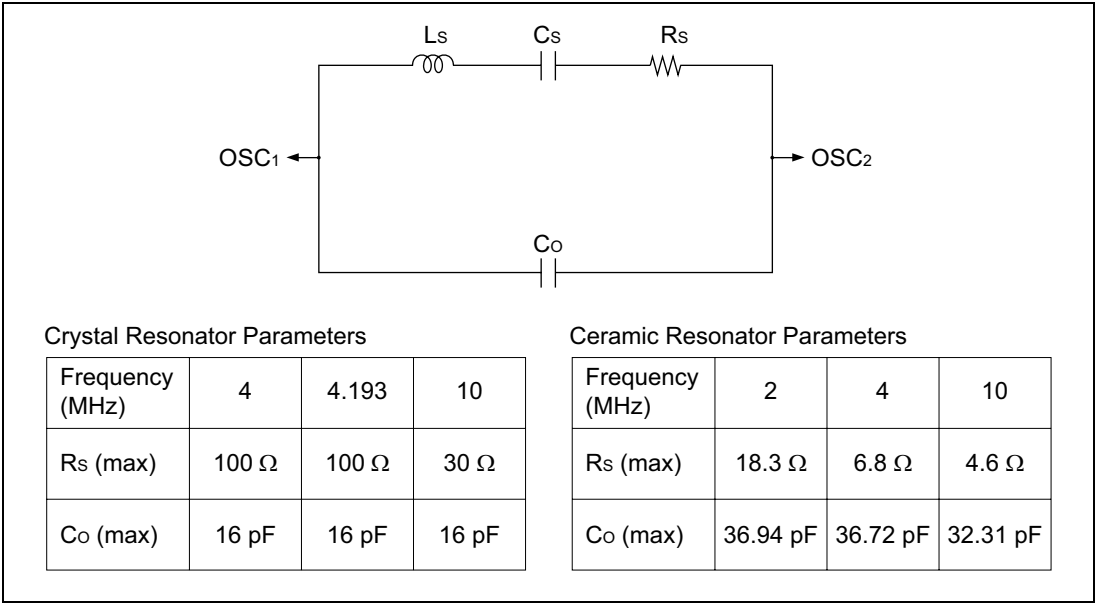 Ls Cs Rs
OSC1 OSC2
Co
Crystal Resonator Parameters
Frequency (MHz) 4 4.193 10
Rs (max) 100 Ω 100 Ω 30 Ω
Co (max) 16 pF 16 pF 16 pF
Ceramic Resonator Parameters
Frequency (MHz) 2 4 10
Rs (max) 18.3 Ω 6.8 Ω 4.6 Ω
Co (max) 36.94 pF 36.72 pF 32.31 pF